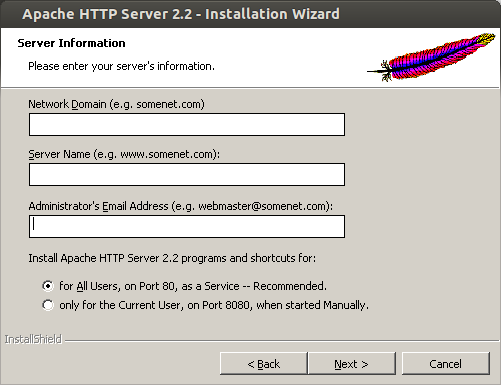 Apache HTTP Server 2.2 - Installation Wizard
Server Information
Please enter your server's information.
Network Domain (e.g. somenet.com)
Server Name (e.g. www.somenet.com):
Administrator's Email Address (e.g. webmaster@somenet.com):
Install Apache HTTP Server 2.2 programs and shortcuts for:
for All Users, on Port 80, as a Service -- Recommended.
only for the Current User, on Port 8080, when started Manually.
InstallShield
< Back Next > Cancel